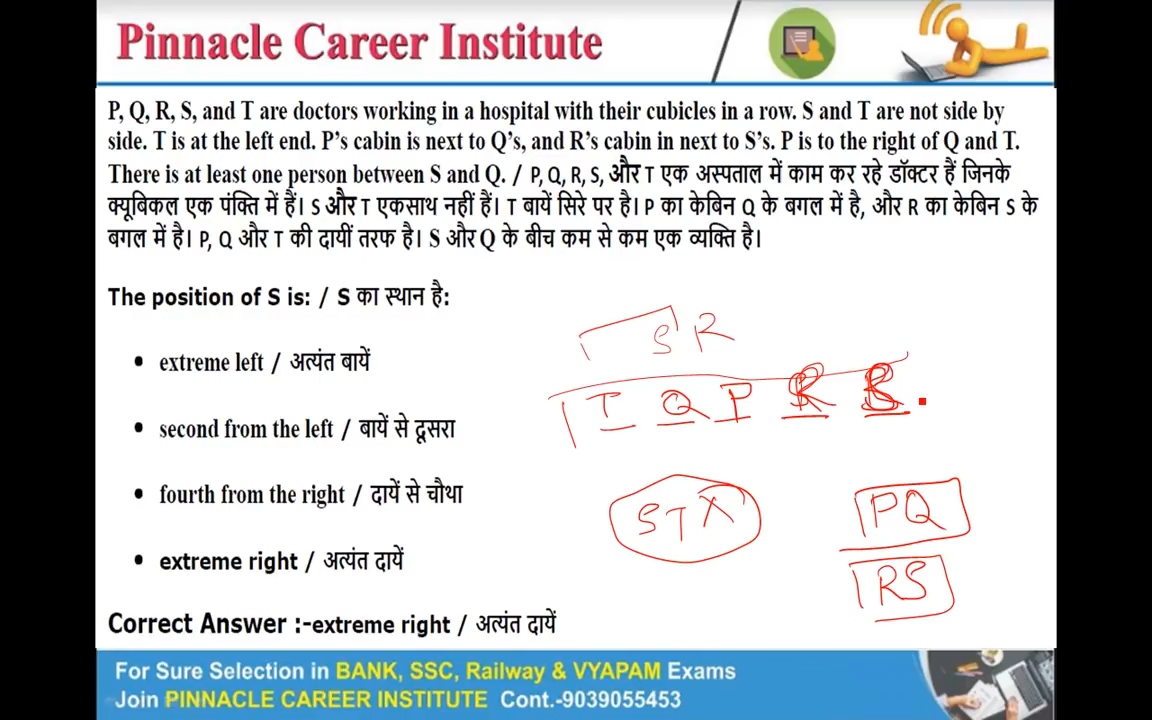 Pinnacle Career Institute
P, Q, R, S, and T are doctors working in a hospital with their cubicles in a row. S and T are not side by
side. T is at the left end. P's cabin is next to Q's, and R's cabin in next to S's. P is to the right of Q and T.
There is at least one person between S and Q. / P, Q, R, S, और T एक अस्पताल में काम कर रहे डॉक्टर हैं जिनके
क्यूबिकल एक पंक्ति में हैं। S और T एकसाथ नहीं हैं। T बायें सिरे पर है। P का केबिन Q के बगल में है, और R का केबिन S के
बगल में है। P, Q और T की दायीं तरफ है। S और Q के बीच कम से कम एक व्यक्ति है।
The position of S is: / S का स्थान है:
S R
• extreme left / अत्यंत बायें
T Q P R S
• second from the left / बायें से दूसरा
• fourth from the right / दायें से चौथा
S T X
P Q
• extreme right / अत्यंत दायें
R S
Correct Answer :-extreme right / अत्यंत दायें
For Sure Selection in BANK, SSC, Railway & VYAPAM Exams
Join PINNACLE CAREER INSTITUTE Cont.-9039055453